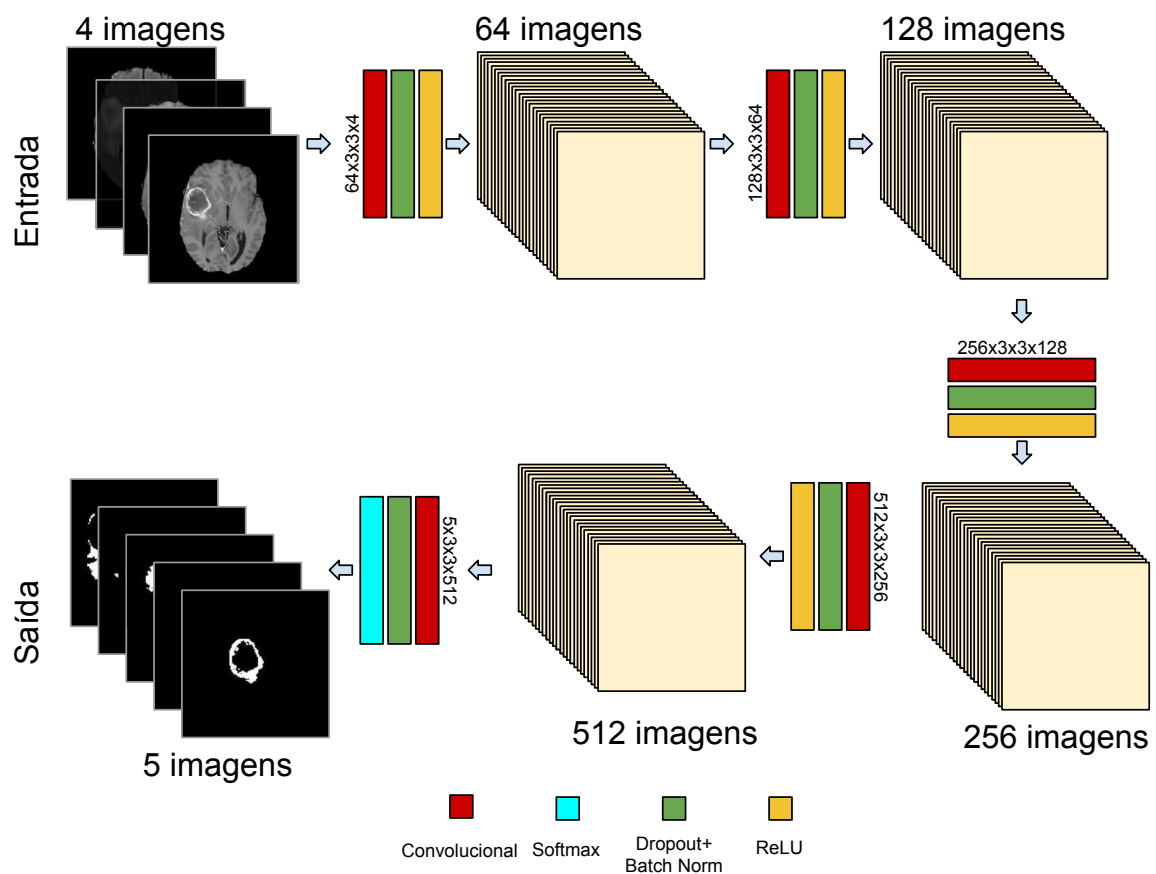 4 imagens
64 imagens
128 imagens
Entrada
64x3x3x4
128x3x3x64
256x3x3x128
Saída
5x3x3x512
512x3x3x256
5 imagens
512 imagens
256 imagens
Convolucional
Softmax
Dropout+
Batch Norm
ReLU